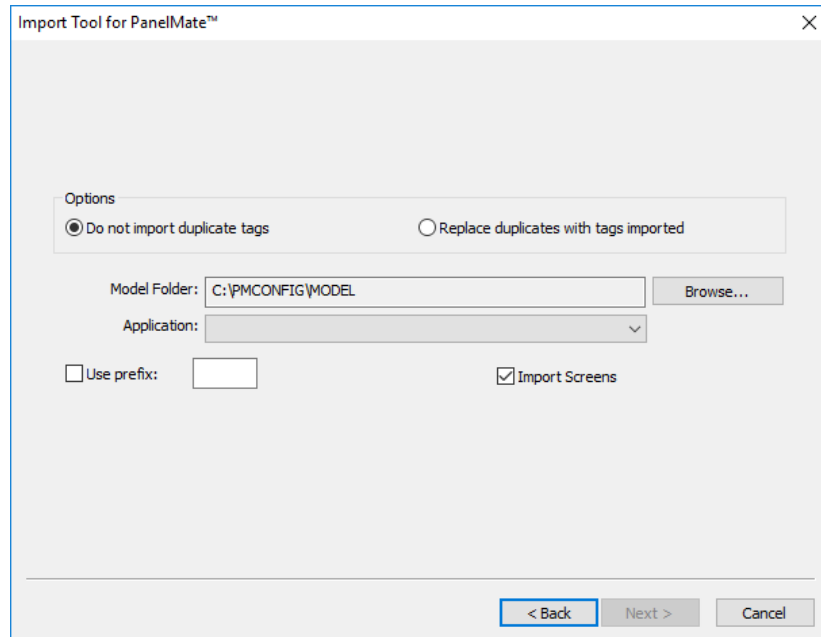 Import Tool for PanelMate™
Options
Do not import duplicate tags
Replace duplicates with tags imported
Model Folder: C:\PMCONFIG\MODEL Browse...
Application:
Use prefix: Import Screens
< Back Next > Cancel